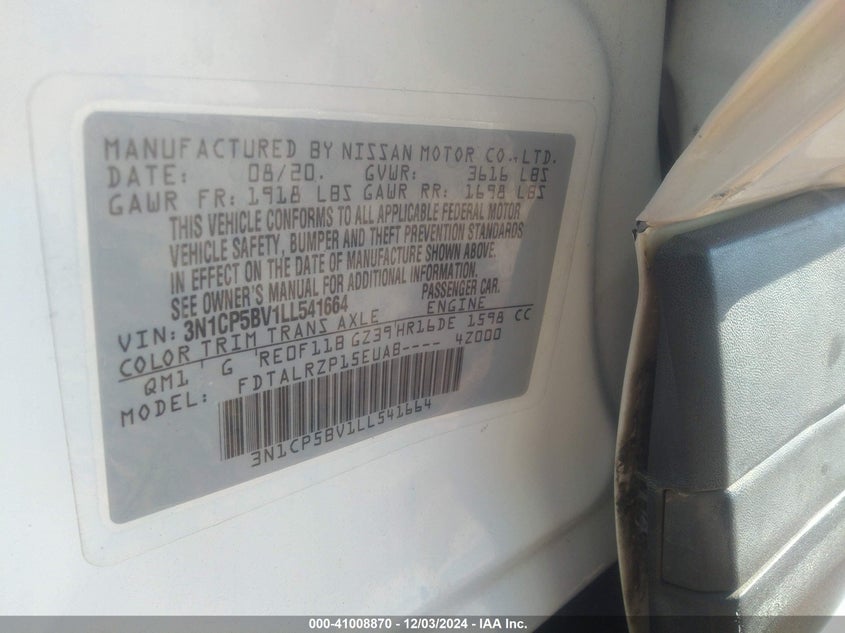 MANUFACTURED BY NISSAN MOTOR CO.,LTD.
DATE: 08/20. GVWR: 3616 LBS
GAWR FR: 1918 LBS GAWR RR: 1698 LBS
THIS VEHICLE CONFORMS TO ALL APPLICABLE FEDERAL MOTOR
VEHICLE SAFETY, BUMPER AND THEFT PREVENTION STANDARDS
IN EFFECT ON THE DATE OF MANUFACTURE SHOWN ABOVE.
SEE OWNER'S MANUAL FOR ADDITIONAL INFORMATION.
VIN: 3N1CP5BV1LL541664 PASSENGER CAR.
COLOR TRIM TRANS AXLE ENGINE
QM1 G RE0F11B GZ39 HR16DE 1598 CC
MODEL: FDTALRZP15EUAB---- 4Z000
3N1CP5BV1LL541664
000-41008870 - 12/03/2024 - IAA Inc.